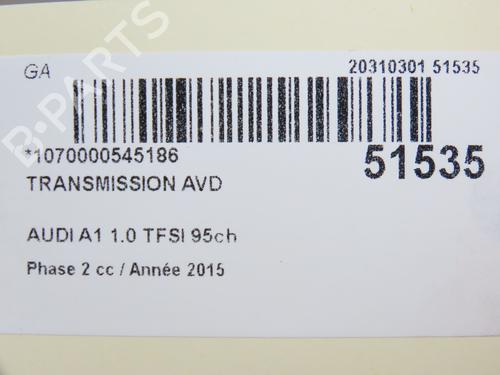 GA
20310301 51535
*1070000545186
51535
TRANSMISSION AVD
AUDI A1 1.0 TFSI 95ch
Phase 2 cc / Année 2015
B-PARTS